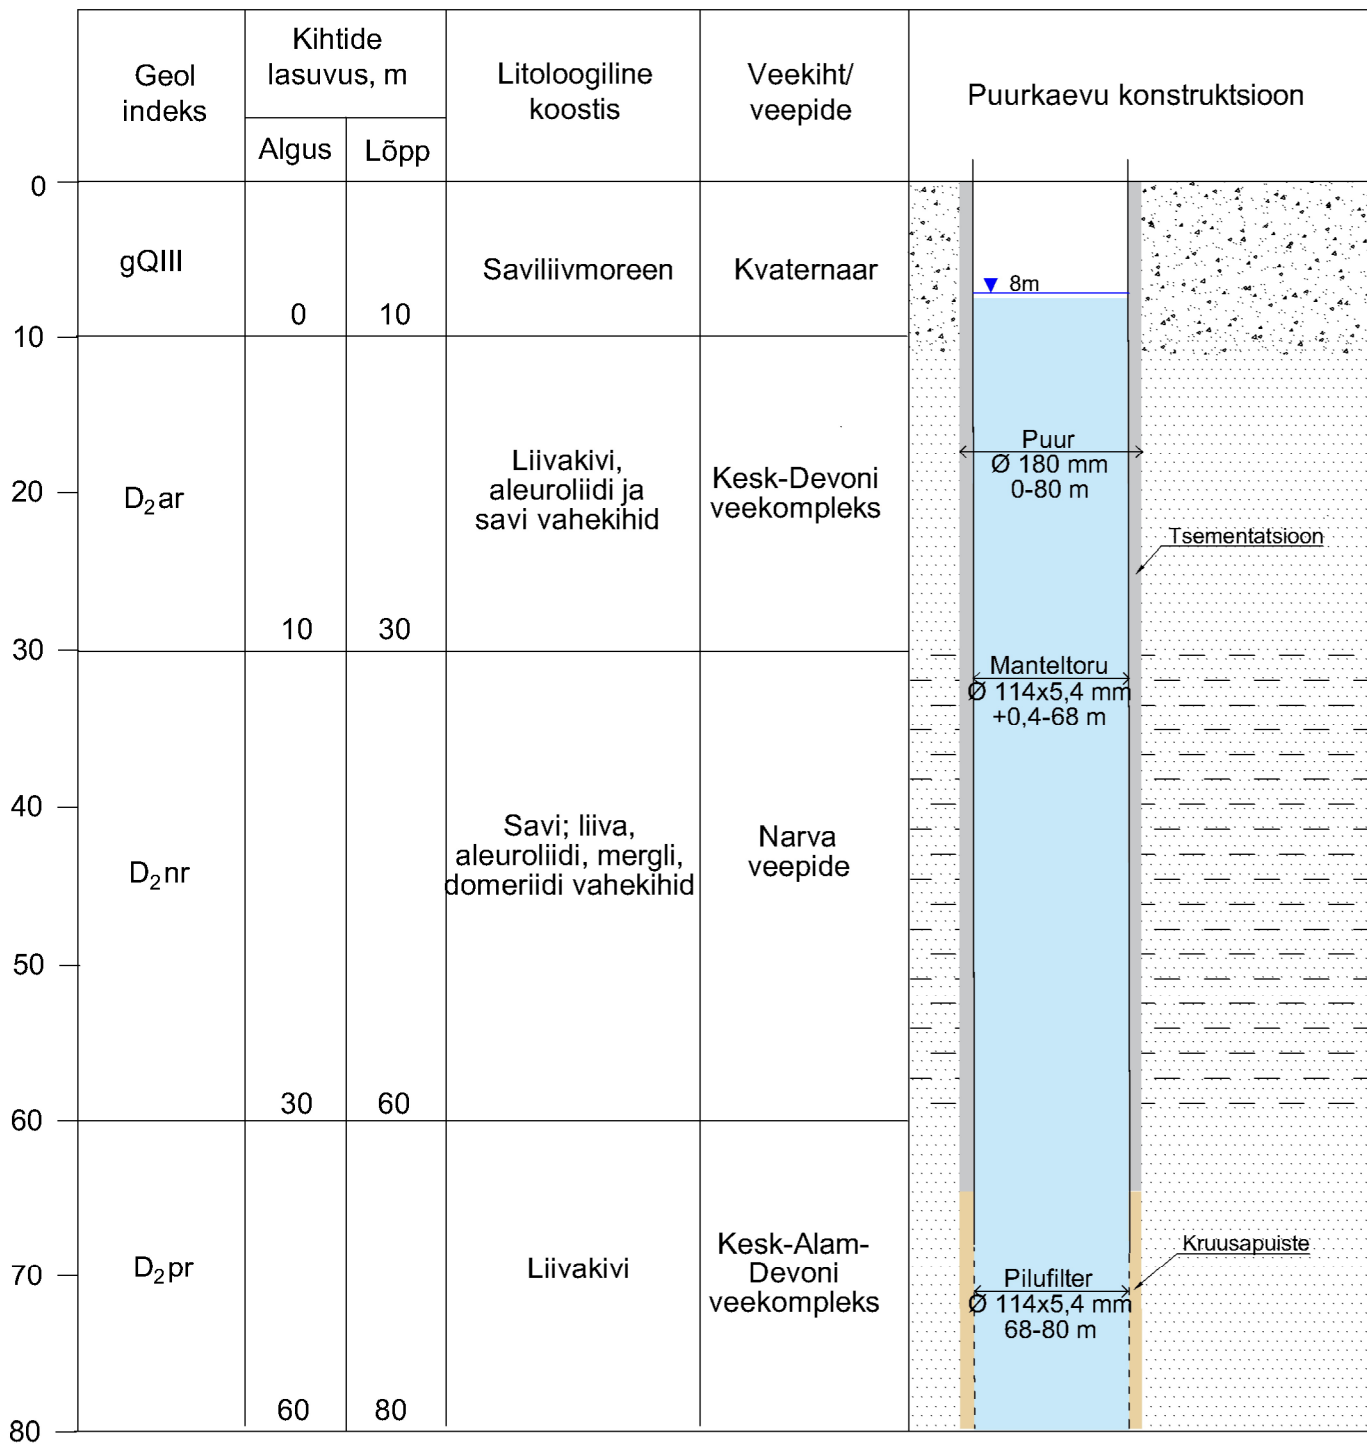 Geol
indeks
Kihtide
lasuvus, m
Algus
Lõpp
Litoloogiline
koostis
Veekiht/
veepide
Puurkaevu konstruktsioon
0
gQIII
0
10
Saviliivmoreen
Kvaternaar
8m
10
D₂ar
10
30
Liivakivi,
aleuroliidi ja
savi vahekihid
Kesk-Devoni
veekompleks
Puur
Ø 180 mm
0-80 m
20
Tsementatsioon
30
D₂nr
30
60
Savi; liiva,
aleuroliidi, mergli,
domeriidi vahekihid
Narva
veepide
Manteltoru
Ø 114x5,4 mm
+0,4-68 m
40
50
60
D₂pr
60
80
Liivakivi
Kesk-Alam-
Devoni
veekompleks
Kruusapuiste
Pilufilter
Ø 114x5,4 mm
68-80 m
70
80